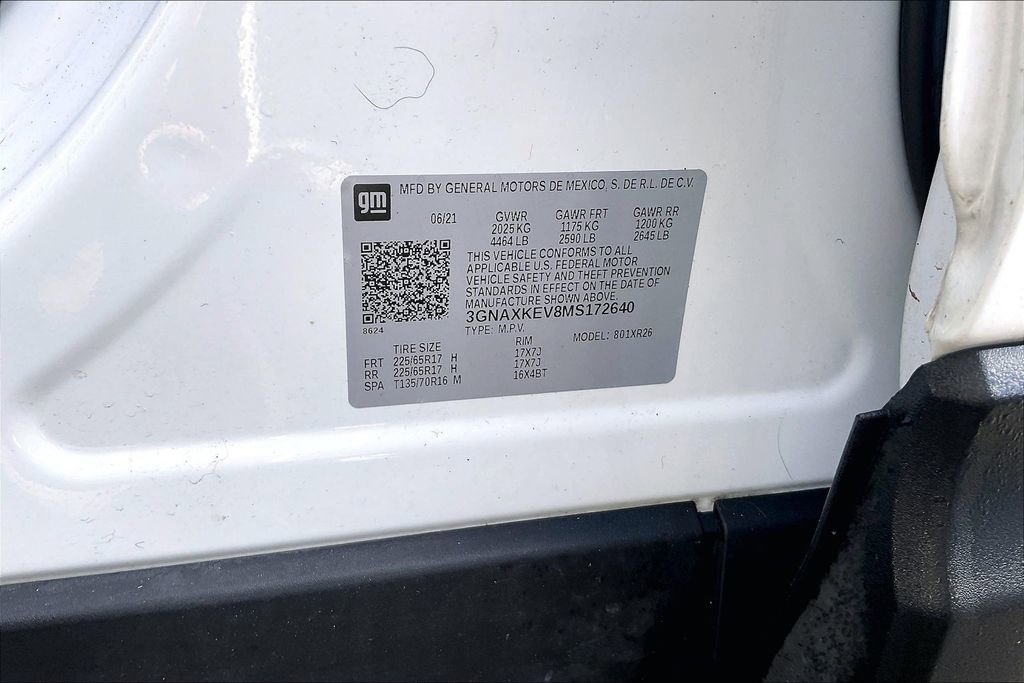 gm
MFD BY GENERAL MOTORS DE MEXICO, S. DE R.L. DE C.V.
06/21 GVWR GAWR FRT GAWR RR
2025 KG 1175 KG 1200 KG
4464 LB 2590 LB 2645 LB
THIS VEHICLE CONFORMS TO ALL
APPLICABLE U.S. FEDERAL MOTOR
VEHICLE SAFETY AND THEFT PREVENTION
STANDARDS IN EFFECT ON THE DATE OF
MANUFACTURE SHOWN ABOVE.
3GNAXKEV8MS172640
8624
TYPE: M.P.V. MODEL: 801XR26
TIRE SIZE RIM
FRT 225/65R17 H 17X7J
RR 225/65R17 H 17X7J
SPA T135/70R16 M 16X4BT